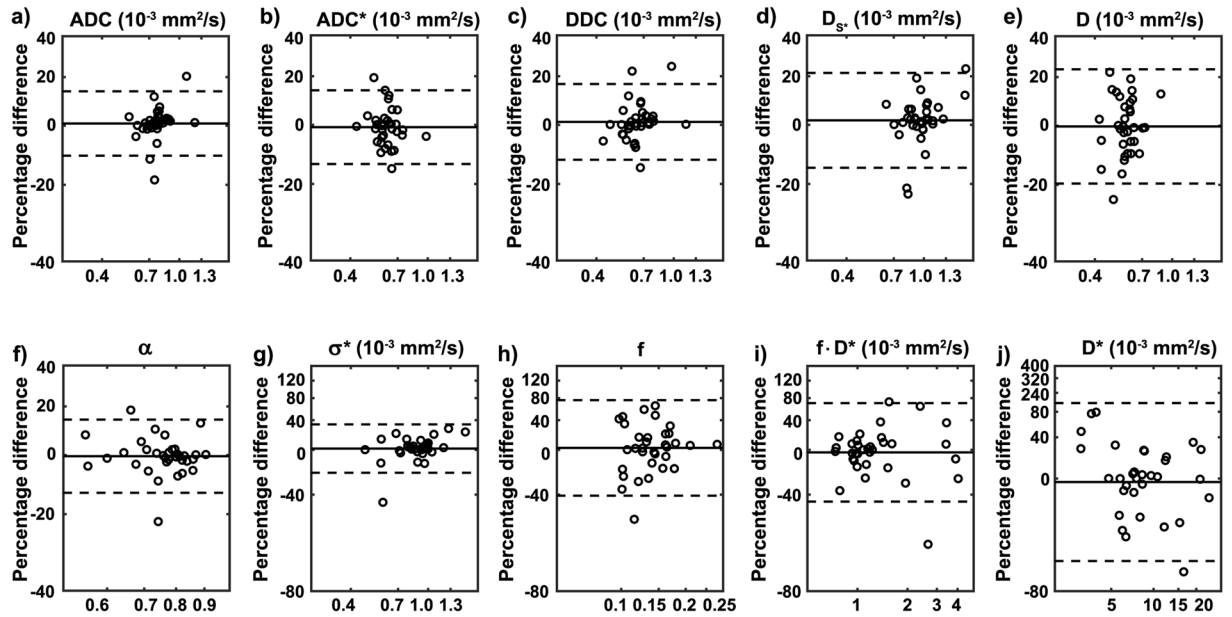 a) ADC (10⁻³ mm²/s) b) ADC* (10⁻³ mm²/s) c) DDC (10⁻³ mm²/s) d) D_S* (10⁻³ mm²/s) e) D (10⁻³ mm²/s)
Percentage difference Percentage difference Percentage difference Percentage difference Percentage difference
40 40 40 40 40
20 20 20 20 20
0 0 0 0 0
-20 -20 -20 -20 -20
-40 -40 -40 -40 -40
0.4 0.7 1.0 1.3 0.4 0.7 1.0 1.3 0.4 0.7 1.0 1.3 0.4 0.7 1.0 1.3 0.4 0.7 1.0 1.3
f) α g) σ* (10⁻³ mm²/s) h) f i) f · D* (10⁻³ mm²/s) j) D* (10⁻³ mm²/s)
Percentage difference Percentage difference Percentage difference Percentage difference Percentage difference
40 400
120 120 120 320
80 80 80 240
20 40 40 40 80
40
0 0 0 0 0
-20 -40 -40 -40
-40 -80 -80 -80 -80
0.6 0.7 0.8 0.9 0.4 0.7 1.0 1.3 0.1 0.15 0.2 0.25 1 2 3 4 5 10 15 20